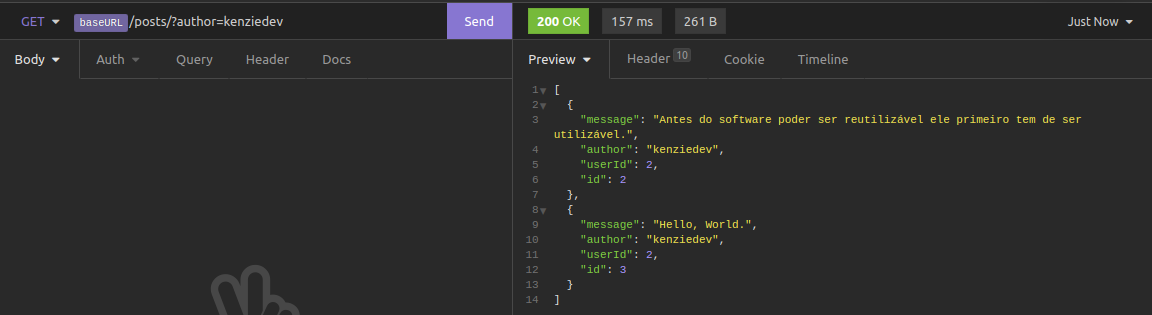 GET baseURL/posts/?author=kenziedev Send 200 OK 157 ms 261 B Just Now
Body Auth Query Header Docs Preview Header 10 Cookie Timeline
1 [
2 {
3 "message": "Antes do software poder ser reutilizável ele primeiro tem de ser
utilizável.",
4 "author": "kenziedev",
5 "userId": 2,
6 "id": 2
7 },
8 {
9 "message": "Hello, World.",
10 "author": "kenziedev",
11 "userId": 2,
12 "id": 3
13 }
14 ]